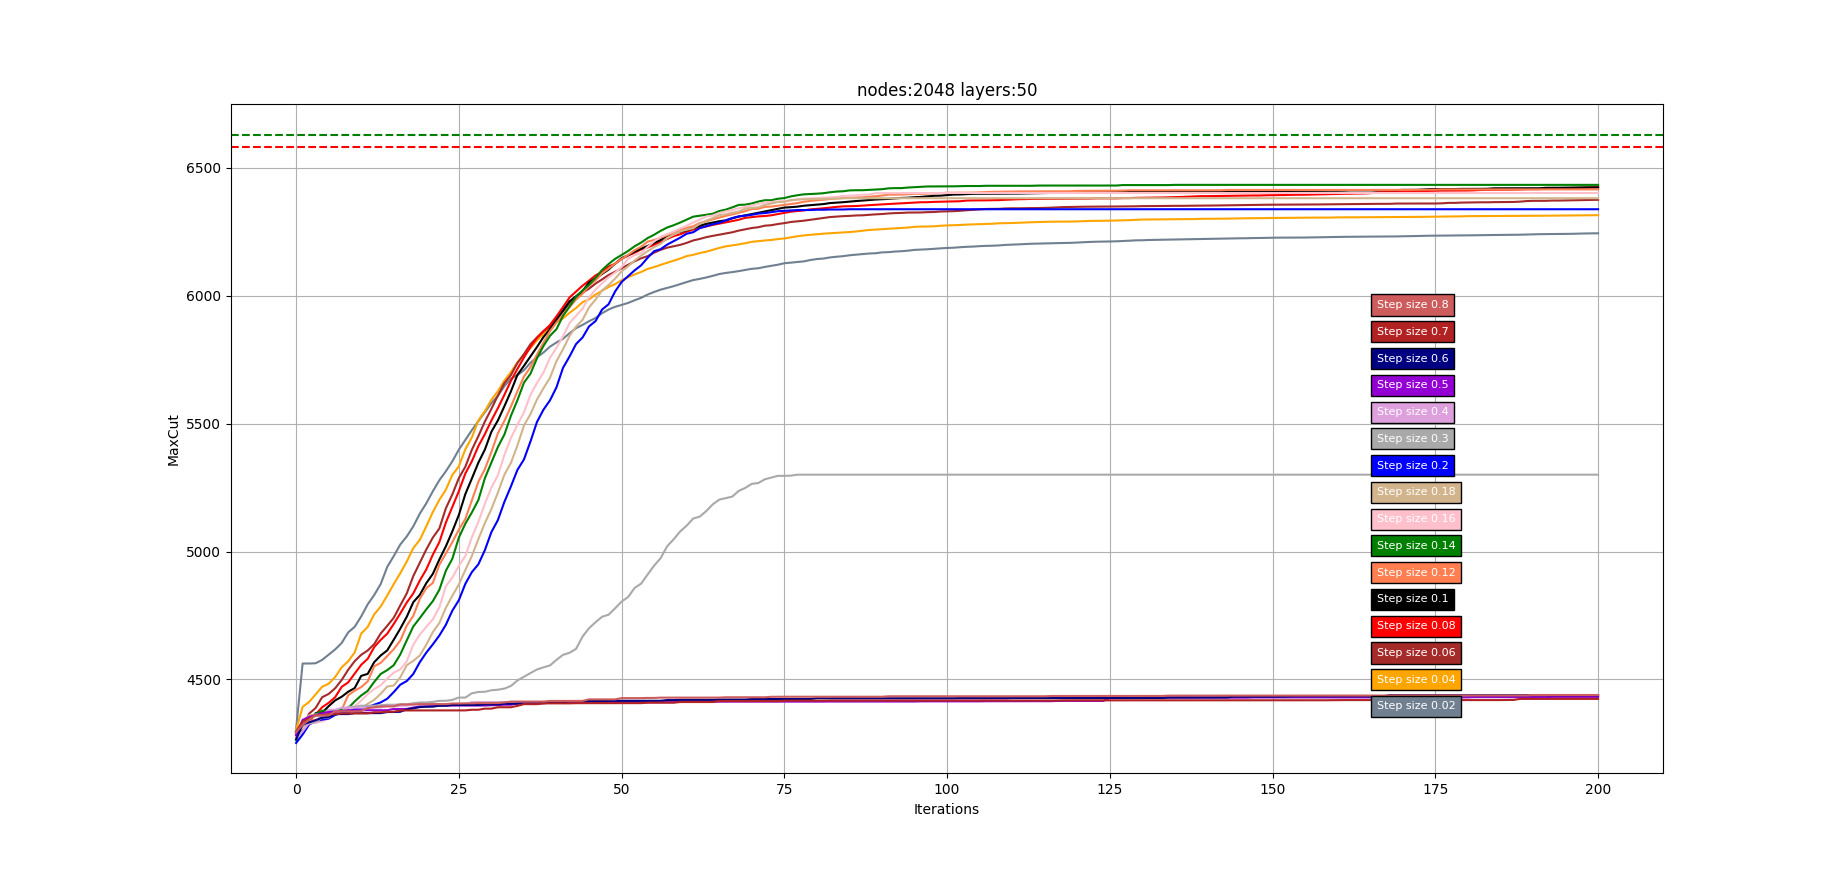 nodes:2048 layers:50
MaxCut
6500
6000
5500
5000
4500
Step size 0.8
Step size 0.7
Step size 0.6
Step size 0.5
Step size 0.4
Step size 0.3
Step size 0.2
Step size 0.18
Step size 0.16
Step size 0.14
Step size 0.12
Step size 0.1
Step size 0.08
Step size 0.06
Step size 0.04
Step size 0.02
0 25 50 75 100 125 150 175 200
Iterations